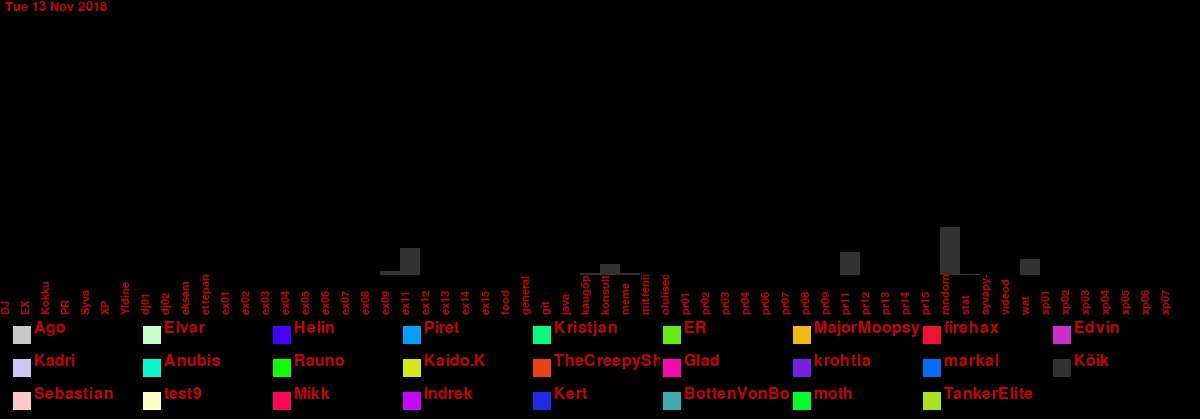 Tue 13 Nov 2018
DJ EX Kokku PR Syva XP Yldine dj01 dj02 eksam ettepan ex01 ex02 ex03 ex04 ex05 ex06 ex07 ex08 ex09 ex11 ex12 ex13 ex14 ex15 food general git java kaugõp konsult meme mittenii olulised pr01 pr02 pr03 pr04 pr06 pr07 pr08 pr09 pr11 pr12 pr13 pr14 pr15 random stat syvapy- videod wat xp01 xp02 xp03 xp04 xp05 xp06 xp07
Ago Elvar Helin Piret Kristjan ER MajorMoopsy firehax Edvin
Kadri Anubis Rauno Kaido.K TheCreepySh Glad krohtla markal Kõik
Sebastian test9 Mikk Indrek Kert BottenVonBo moth TankerElite